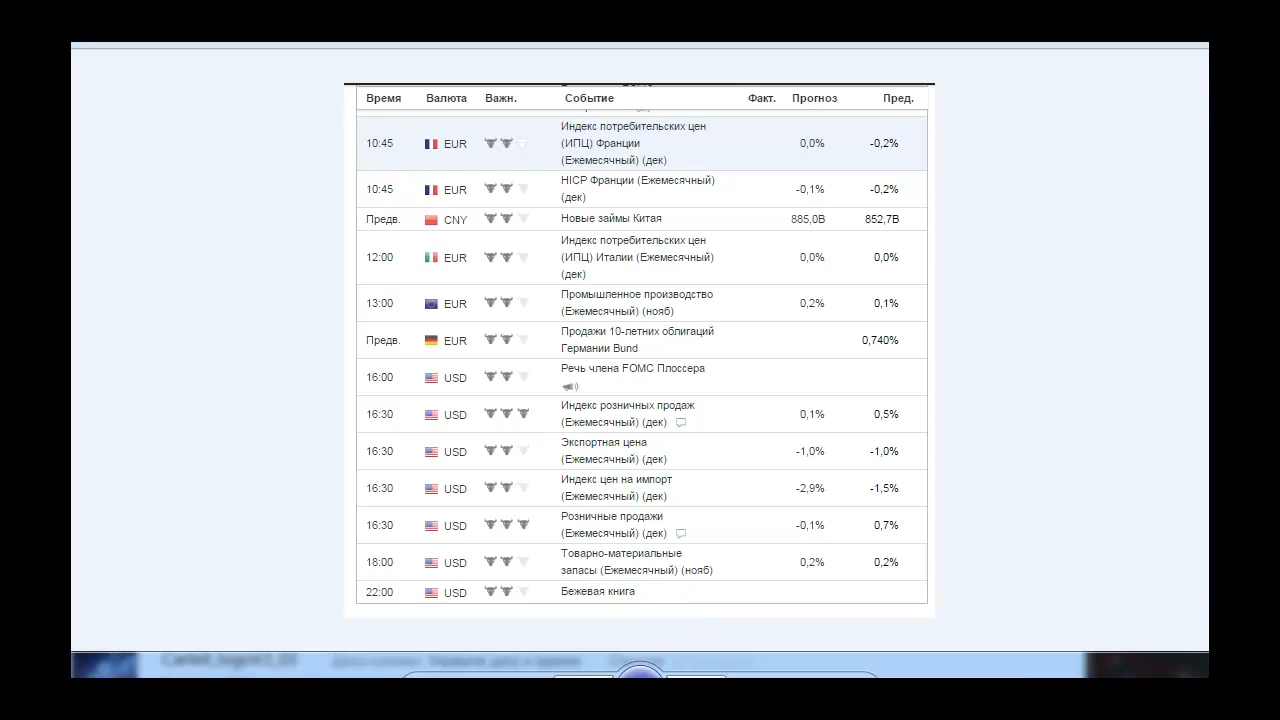 Время Валюта Важн. Событие Факт. Прогноз Пред.
10:45 EUR Индекс потребительских цен (ИПЦ) Франции (Ежемесячный) (дек) 0,0% -0,2%
10:45 EUR HICP Франции (Ежемесячный) (дек) -0,1% -0,2%
Предв. CNY Новые займы Китая 885,0B 852,7B
12:00 EUR Индекс потребительских цен (ИПЦ) Италии (Ежемесячный) (дек) 0,0% 0,0%
13:00 EUR Промышленное производство (Ежемесячный) (нояб) 0,2% 0,1%
Предв. EUR Продажи 10-летних облигаций Германии Bund 0,740%
16:00 USD Речь члена FOMC Плоссера
16:30 USD Индекс розничных продаж (Ежемесячный) (дек) 0,1% 0,5%
16:30 USD Экспортная цена (Ежемесячный) (дек) -1,0% -1,0%
16:30 USD Индекс цен на импорт (Ежемесячный) (дек) -2,9% -1,5%
16:30 USD Розничные продажи (Ежемесячный) (дек) -0,1% 0,7%
18:00 USD Товарно-материальные запасы (Ежемесячный) (нояб) 0,2% 0,2%
22:00 USD Бежевая книга